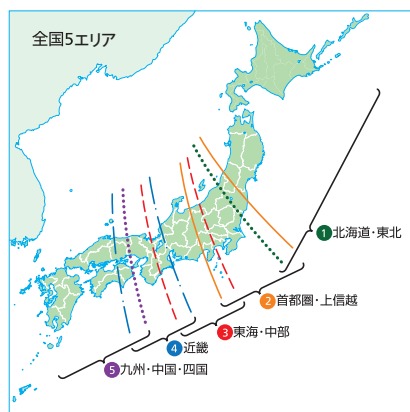 全国5エリア
1 北海道・東北
2 首都圏・上信越
3 東海・中部
4 近畿
5 九州・中国・四国